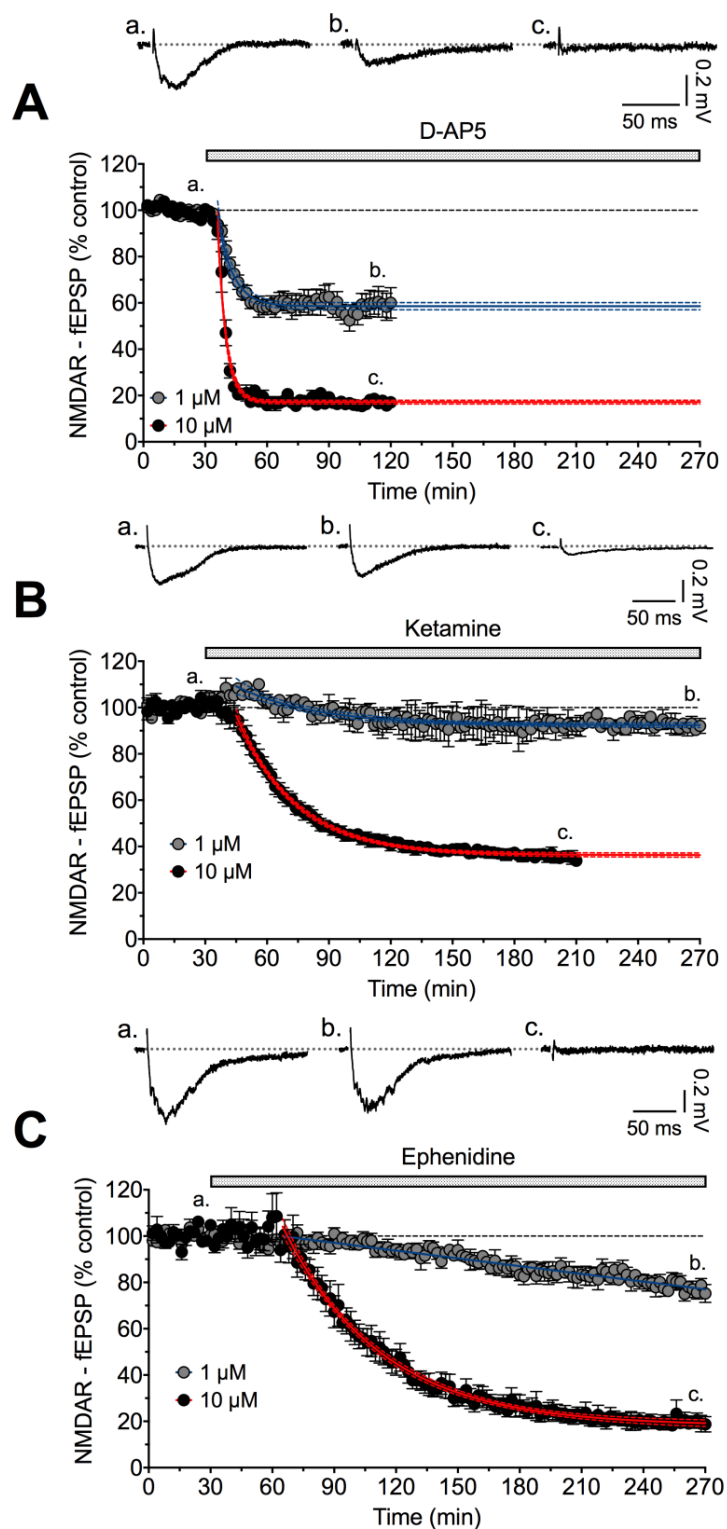 a. b. c.
0.2 mV
50 ms
A
D-AP5
NMDAR - fEPSP (% control)
120
100
80
60
40
20
0
a.
b.
c.
1 µM
10 µM
0 30 60 90 120 150 180 210 240 270
Time (min)
a. b. c.
0.2 mV
50 ms
B
Ketamine
NMDAR - fEPSP (% control)
120
100
80
60
40
20
0
a.
b.
c.
1 µM
10 µM
0 30 60 90 120 150 180 210 240 270
Time (min)
a. b. c.
0.2 mV
50 ms
C
Ephenidine
NMDAR - fEPSP (% control)
120
100
80
60
40
20
0
a.
b.
c.
1 µM
10 µM
0 30 60 90 120 150 180 210 240 270
Time (min)